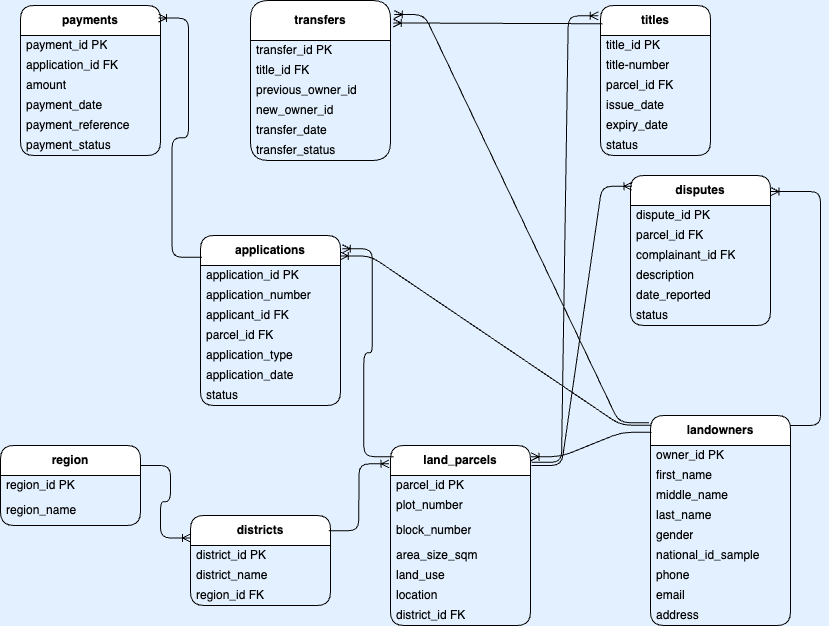 payments
payment_id PK
application_id FK
amount
payment_date
payment_reference
payment_status
transfers
transfer_id PK
title_id FK
previous_owner_id
new_owner_id
transfer_date
transfer_status
titles
title_id PK
title-number
parcel_id FK
issue_date
expiry_date
status
disputes
dispute_id PK
parcel_id FK
complainant_id FK
description
date_reported
status
applications
application_id PK
application_number
applicant_id FK
parcel_id FK
application_type
application_date
status
region
region_id PK
region_name
districts
district_id PK
district_name
region_id FK
land_parcels
parcel_id PK
plot_number
block_number
area_size_sqm
land_use
location
district_id FK
landowners
owner_id PK
first_name
middle_name
last_name
gender
national_id_sample
phone
email
address